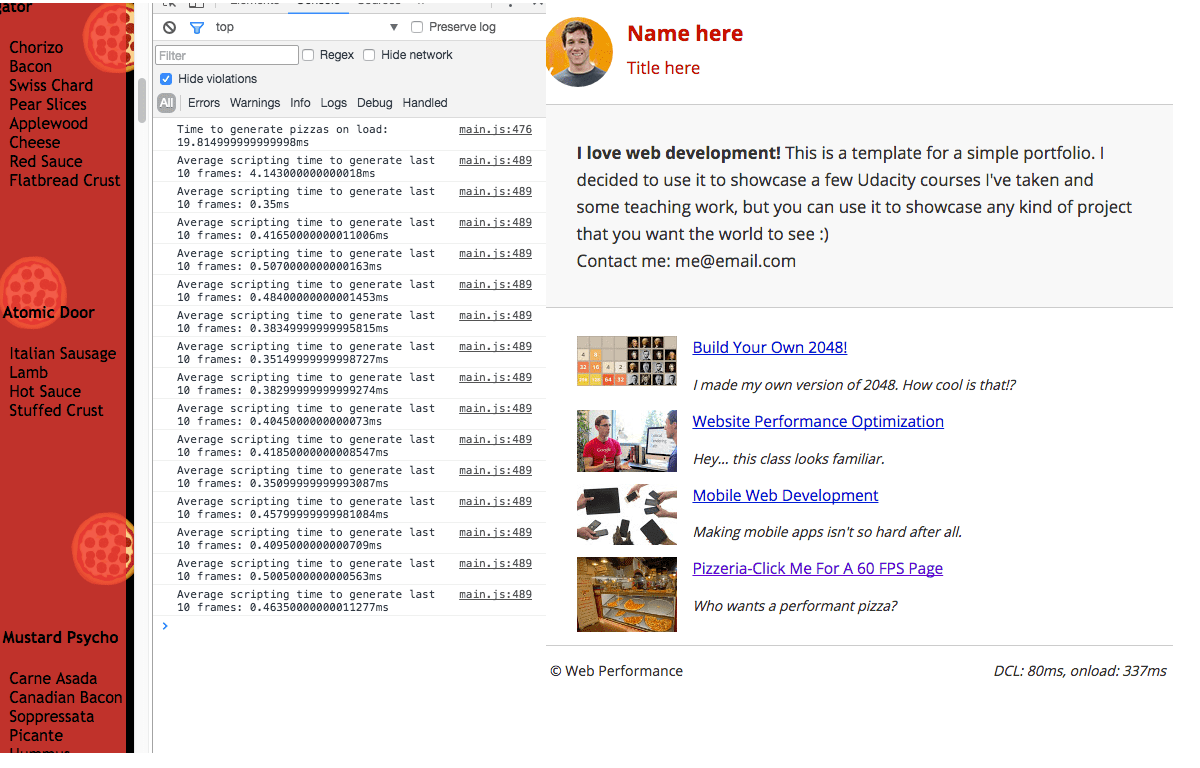 Chorizo
Bacon
Swiss Chard
Pear Slices
Applewood
Cheese
Red Sauce
Flatbread Crust
Atomic Door
Italian Sausage
Lamb
Hot Sauce
Stuffed Crust
Mustard Psycho
Carne Asada
Canadian Bacon
Soppressata
Picante
Hummus
top ▼ Preserve log
Filter Regex Hide network
Hide violations
All Errors Warnings Info Logs Debug Handled
Time to generate pizzas on load: main.js:476
19.814999999999998ms
Average scripting time to generate last main.js:489
10 frames: 4.143000000000018ms
Average scripting time to generate last main.js:489
10 frames: 0.35ms
Average scripting time to generate last main.js:489
10 frames: 0.41650000000011006ms
Average scripting time to generate last main.js:489
10 frames: 0.5070000000000163ms
Average scripting time to generate last main.js:489
10 frames: 0.48400000000001453ms
Average scripting time to generate last main.js:489
10 frames: 0.38349999999995815ms
Average scripting time to generate last main.js:489
10 frames: 0.35149999999998727ms
Average scripting time to generate last main.js:489
10 frames: 0.38299999999999274ms
Average scripting time to generate last main.js:489
10 frames: 0.4045000000000073ms
Average scripting time to generate last main.js:489
10 frames: 0.41850000000008547ms
Average scripting time to generate last main.js:489
10 frames: 0.35099999999993087ms
Average scripting time to generate last main.js:489
10 frames: 0.45799999999981084ms
Average scripting time to generate last main.js:489
10 frames: 0.4095000000000709ms
Average scripting time to generate last main.js:489
10 frames: 0.5005000000000563ms
Average scripting time to generate last main.js:489
10 frames: 0.46350000000011277ms
>
Name here
Title here
I love web development! This is a template for a simple portfolio. I
decided to use it to showcase a few Udacity courses I've taken and
some teaching work, but you can use it to showcase any kind of project
that you want the world to see :)
Contact me: me@email.com
Build Your Own 2048!
I made my own version of 2048. How cool is that!?
Website Performance Optimization
Hey... this class looks familiar.
Mobile Web Development
Making mobile apps isn't so hard after all.
Pizzeria-Click Me For A 60 FPS Page
Who wants a performant pizza?
© Web Performance
DCL: 80ms, onload: 337ms